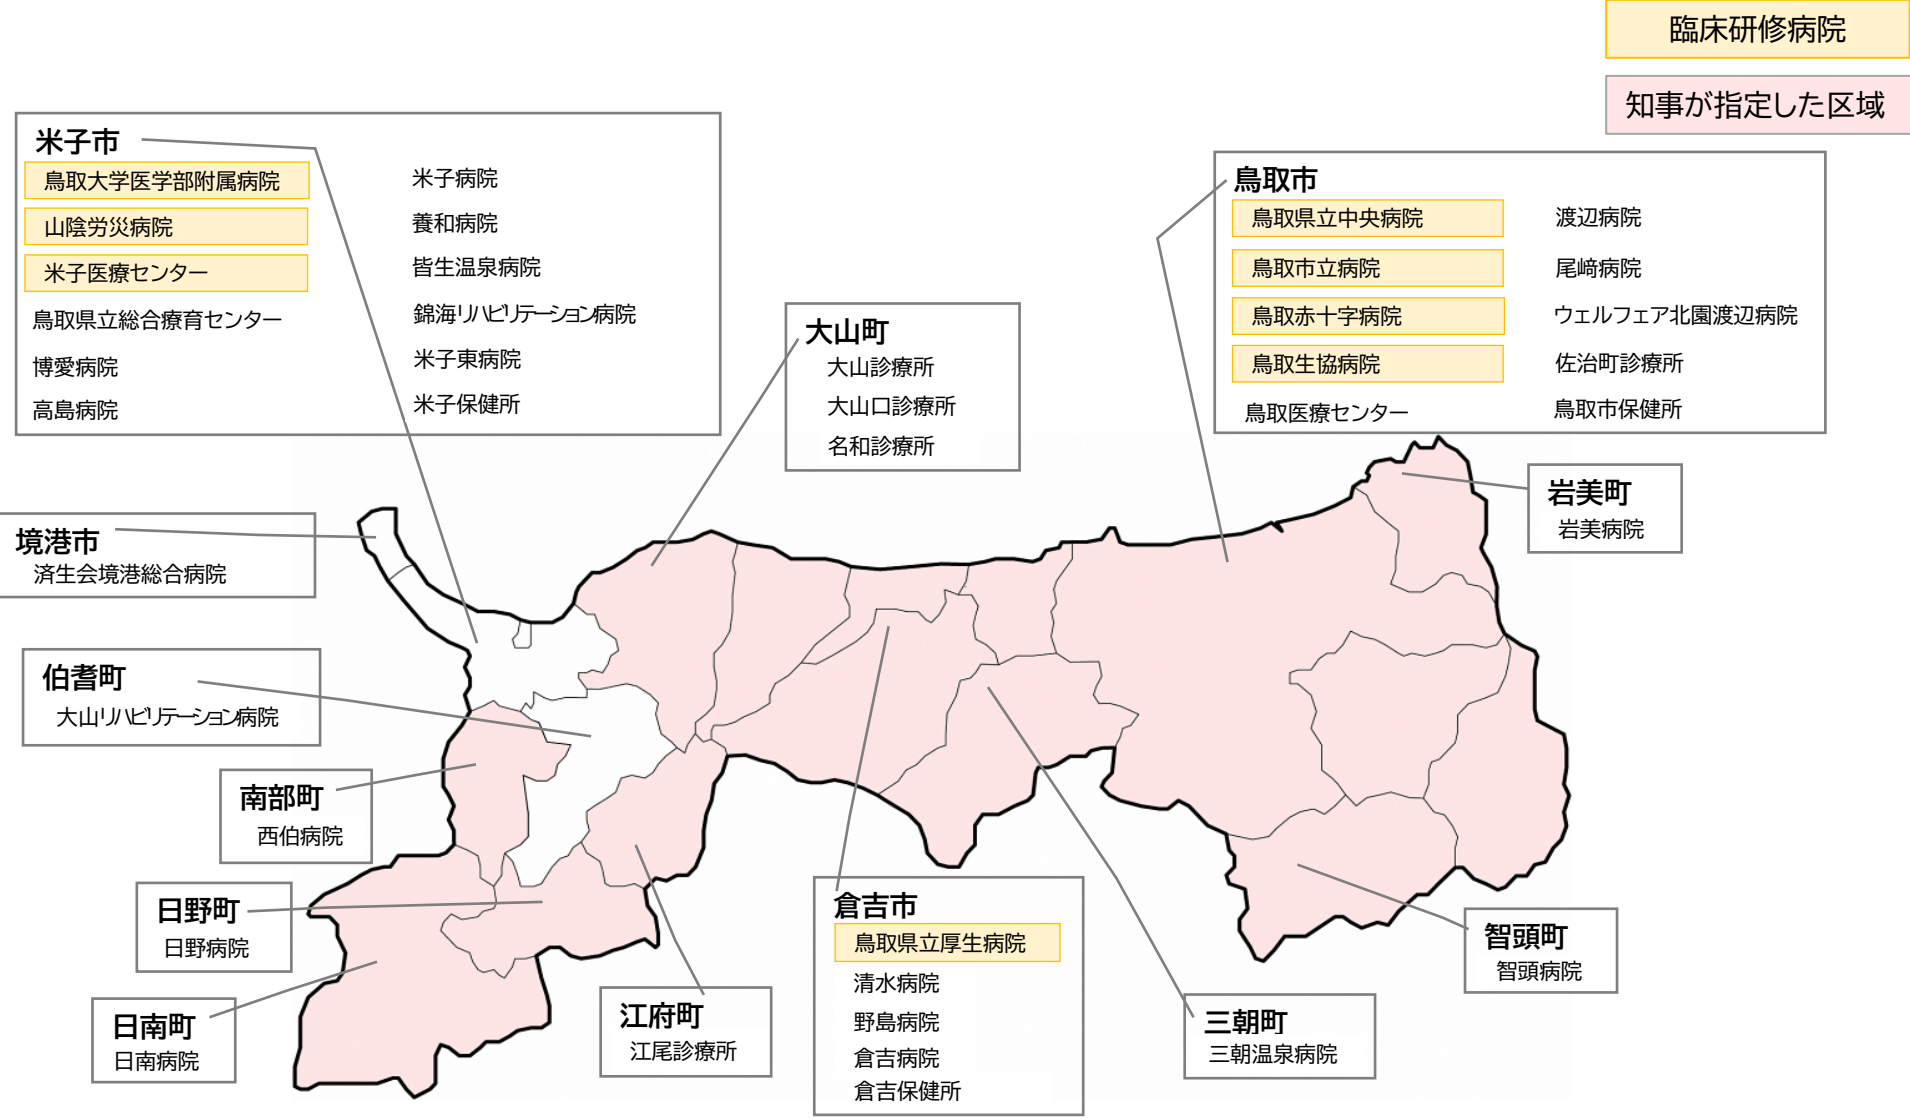 臨床研修病院
知事が指定した区域
米子市
鳥取大学医学部附属病院
山陰労災病院
米子医療センター
鳥取県立総合療育センター
博愛病院
高島病院
米子病院
養和病院
皆生温泉病院
錦海リハビリテーション病院
米子東病院
米子保健所
大山町
大山診療所
大山口診療所
名和診療所
鳥取市
鳥取県立中央病院
鳥取市立病院
鳥取赤十字病院
鳥取生協病院
鳥取医療センター
渡辺病院
尾﨑病院
ウェルフェア北園渡辺病院
佐治町診療所
鳥取市保健所
岩美町
岩美病院
境港市
済生会境港総合病院
伯耆町
大山リハビリテーション病院
南部町
西伯病院
日野町
日野病院
日南町
日南病院
江府町
江尾診療所
倉吉市
鳥取県立厚生病院
清水病院
野島病院
倉吉病院
倉吉保健所
三朝町
三朝温泉病院
智頭町
智頭病院